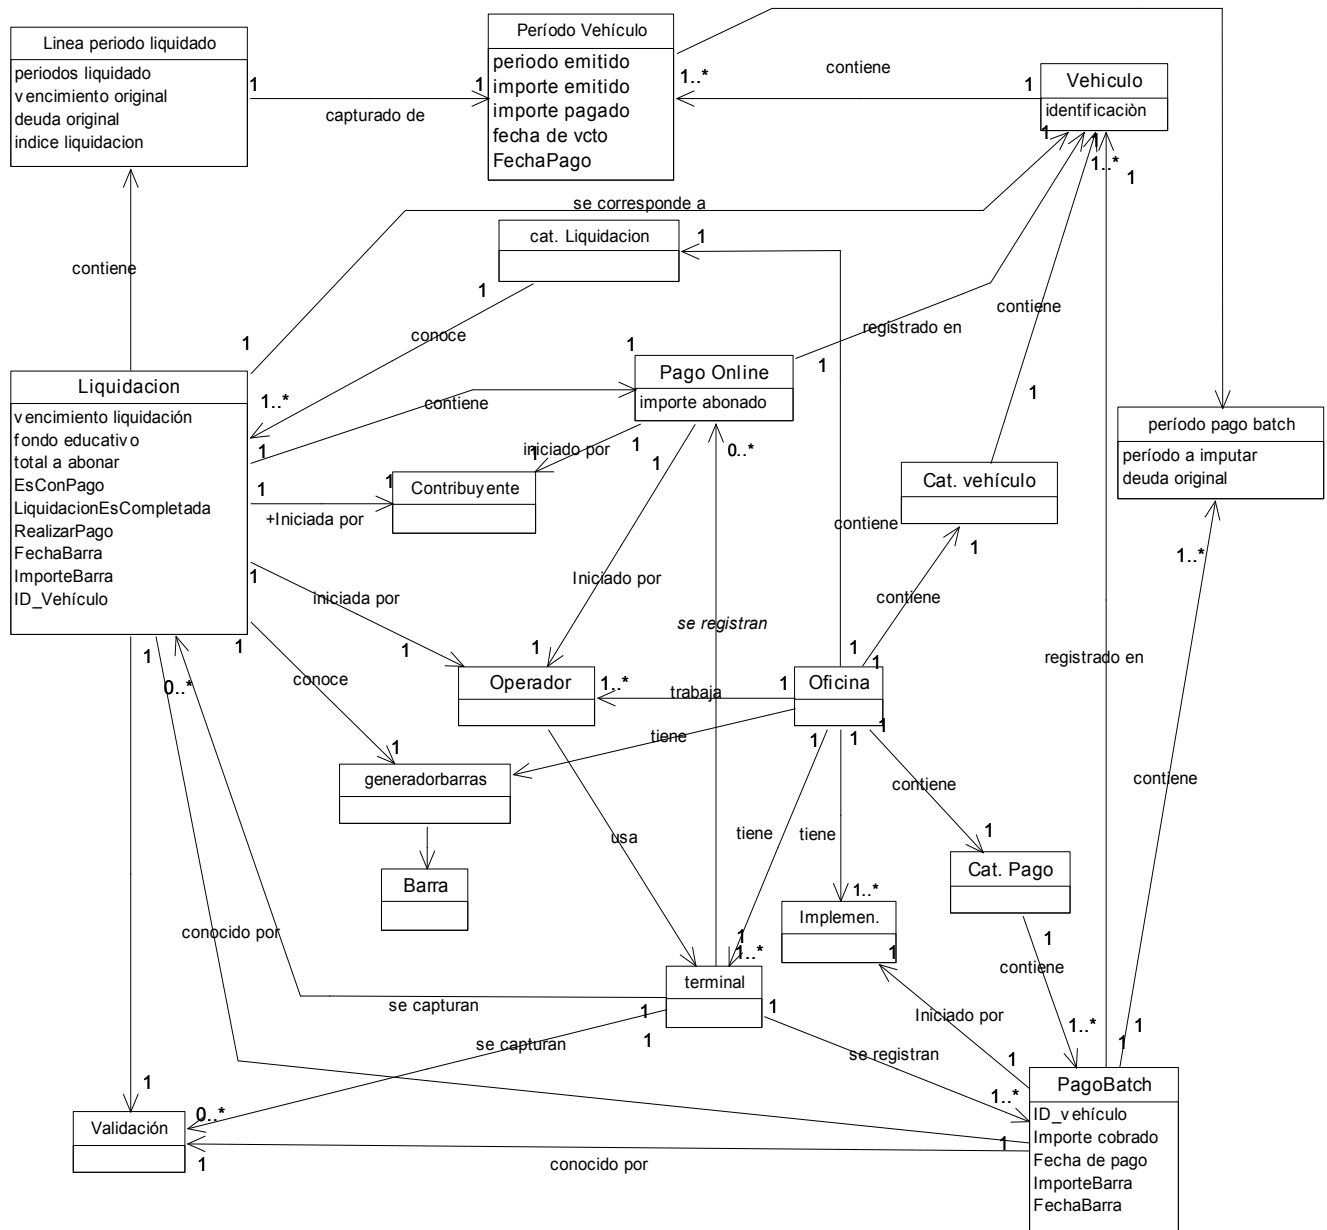 Linea periodo liquidado
periodos liquidado
vencimiento original
deuda original
indice liquidacion
Período Vehículo
periodo emitido
importe emitido
importe pagado
fecha de vcto
FechaPago
Vehiculo
identificaciòn
1
capturado de
1
1..*
contiene
1
1
1
1..*
1
se corresponde a
cat. Liquidacion
1
contiene
1
conoce
1
registrado en
contiene
1
1
1
Liquidacion
vencimiento liquidación
fondo educativo
total a abonar
EsConPago
LiquidacionEsCompletada
RealizarPago
FechaBarra
ImporteBarra
ID_Vehículo
1..*
contiene
1
Pago Online
importe abonado
período pago batch
período a imputar
deuda original
iniciado por
1
1
1
0..*
Contribuyente
1
1
+Iniciada por
Cat. vehículo
contiene
1
1..*
1
iniciada por
Iniciado por
contiene
se registran
registrado en
1
1
1
1
1
0..*
1
conoce
1
1
Operador
1..*
trabaja
1
Oficina
1
tiene
1
1
generadorbarras
contiene
contiene
usa
tiene
tiene
1
Barra
Cat. Pago
1..*
Implemen.
conocido por
1
1..*
1
1
contiene
terminal
se capturan
1
1
Iniciado por
1..*
1
1
se capturan
1
se registran
1
PagoBatch
ID_vehículo
Importe cobrado
Fecha de pago
ImporteBarra
FechaBarra
1
1..*
0..*
Validación
1
1
conocido por